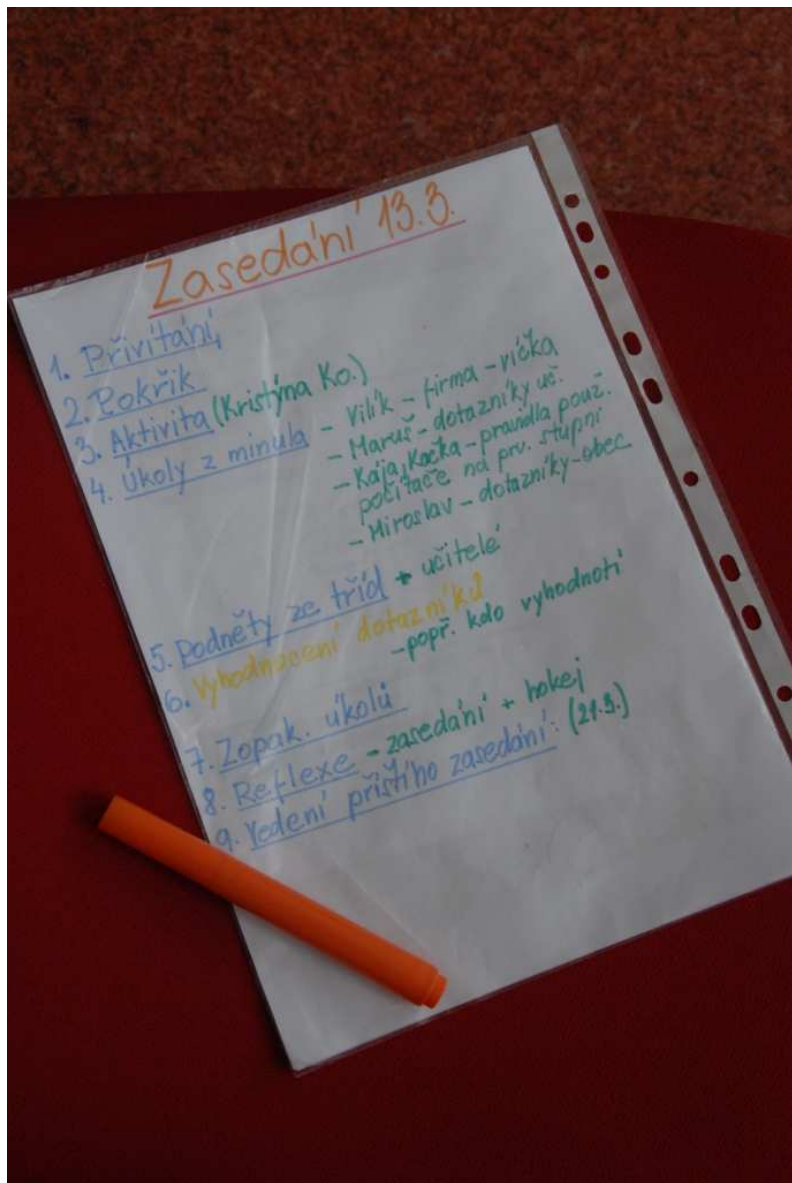 Zasedání 13.3.
1. Přivítání
2. Pokřik
3. Aktivita (Kristýna Ko.)
4. Úkoly z minula - Vilík - firma - víčka
- Maruš - dotazníky uč.
- Kája, Kačka - pravidla použ.
počítače na prv. stupni
- Miroslav - dotazníky - obec
5. Podněty ze tříd + učitelé
6. Vyhodnocení dotazníků
- popř. kdo vyhodnotí
7. Zopak. úkolů
8. Reflexe - zasedání + hokej
9. Vedení příštího zasedání: (21.3.)